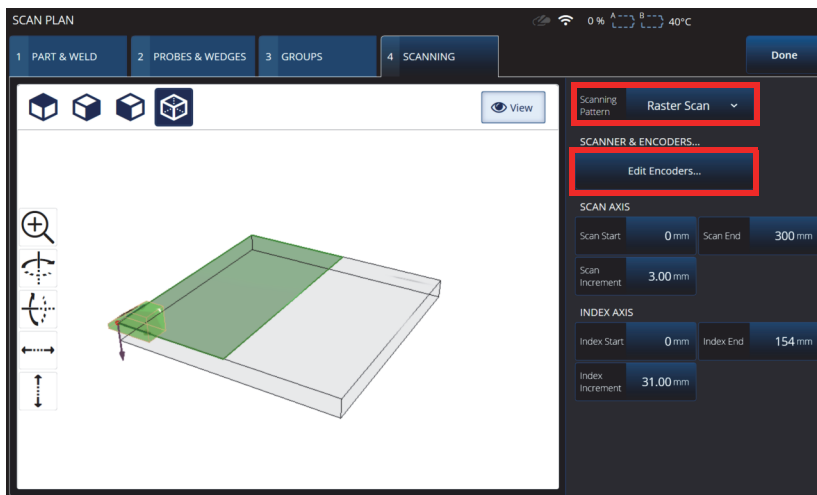 SCAN PLAN
0 % A B 40°C
1 PART & WELD 2 PROBES & WEDGES 3 GROUPS 4 SCANNING Done
View
Scanning Pattern Raster Scan
SCANNER & ENCODERS...
Edit Encoders...
SCAN AXIS
Scan Start 0 mm Scan End 300 mm
Scan Increment 3.00 mm
INDEX AXIS
Index Start 0 mm Index End 154 mm
Index Increment 31.00 mm